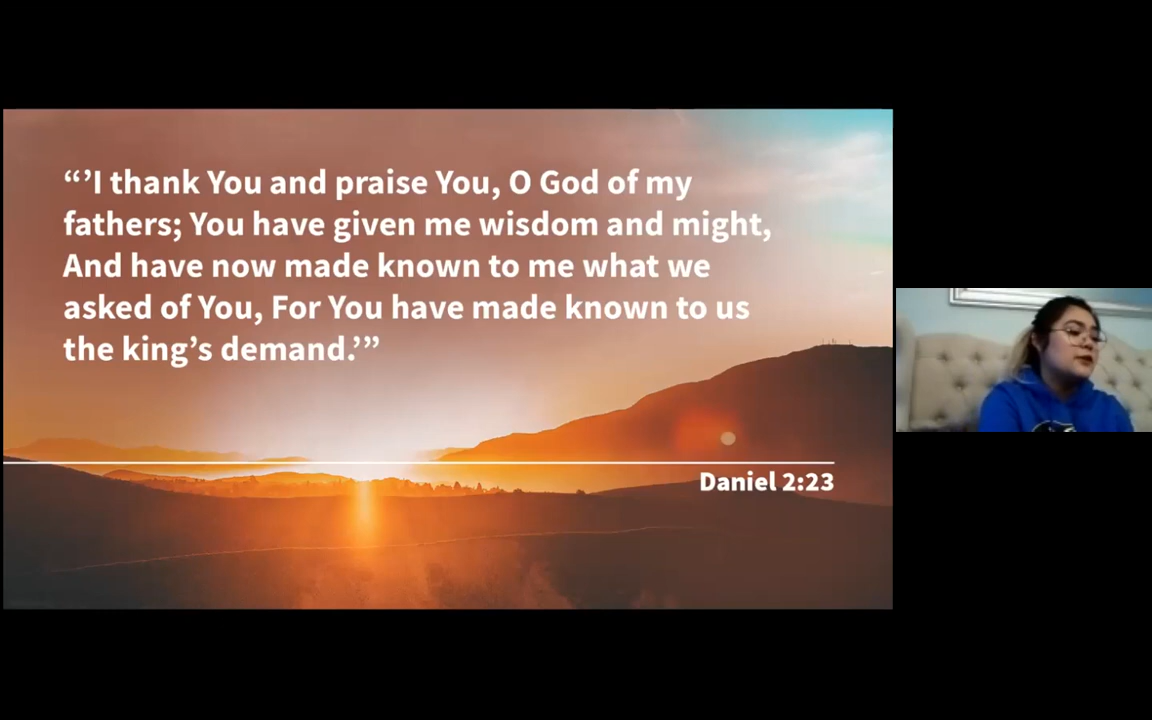 “’I thank You and praise You, O God of my
fathers; You have given me wisdom and might,
And have now made known to me what we
asked of You, For You have made known to us
the king’s demand.’”
Daniel 2:23